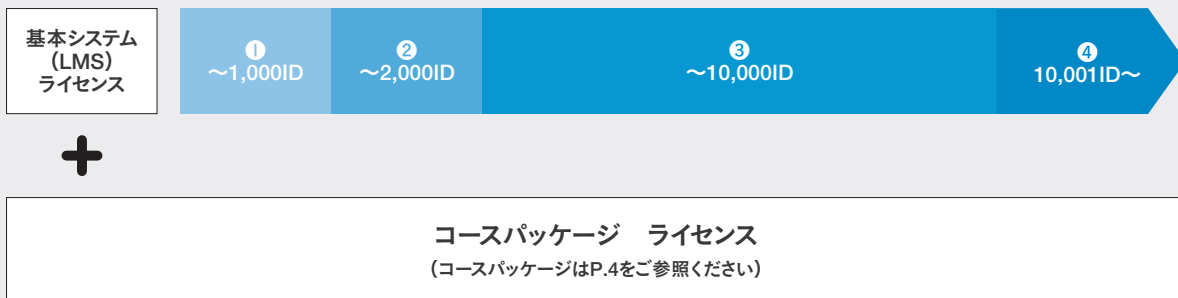 基本システム
（LMS）
ライセンス
❶
～1,000ID
❷
～2,000ID
❸
～10,000ID
❹
10,001ID～
コースパッケージ　ライセンス
（コースパッケージはP.4をご参照ください）